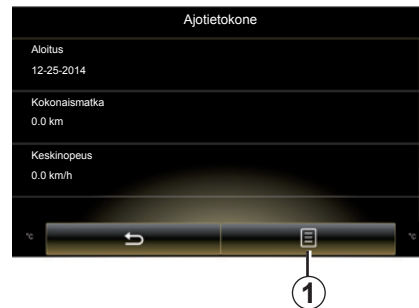 Ajotietokone
Aloitus
12-25-2014
Kokonaismatka
0.0 km
Keskinopeus
0.0 km/h
°C °C
1